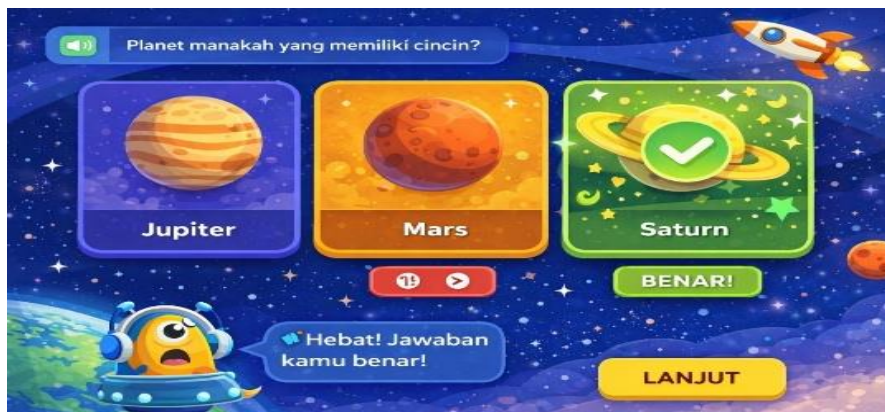 Planet manakah yang memiliki cincin?
Jupiter
Mars
Saturn
BENAR!
Hebat! Jawaban
kamu benar!
LANJUT